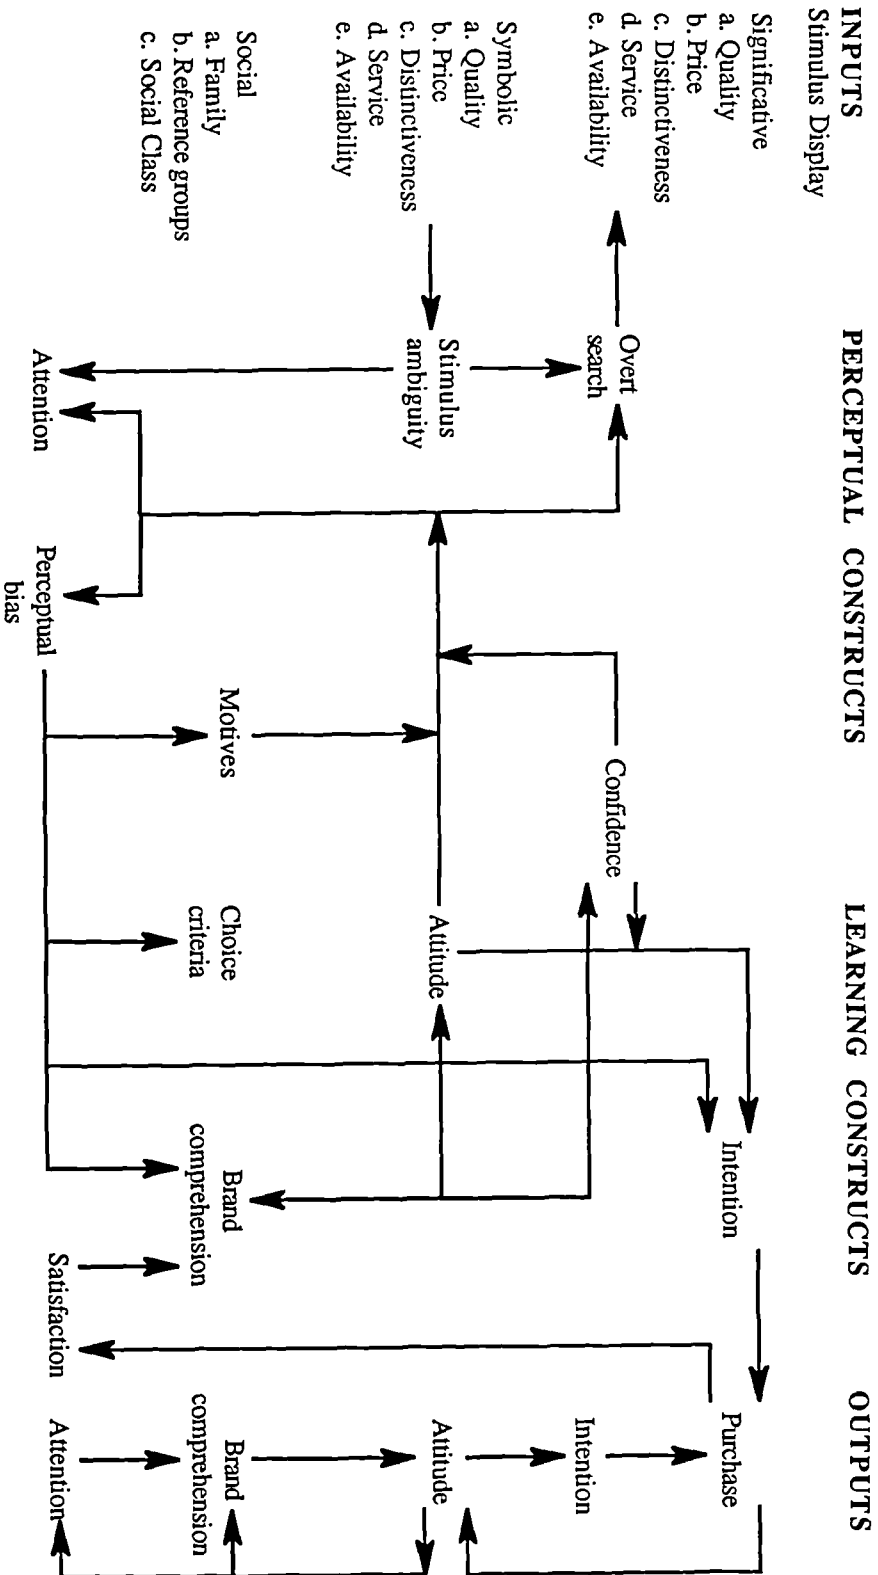 INPUTS
Stimulus Display
Significative
a. Quality
b. Price
c. Distinctiveness
d. Service
e. Availability
Symbolic
a. Quality
b. Price
c. Distinctiveness
d. Service
e. Availability
Social
a. Family
b. Reference groups
c. Social Class
PERCEPTUAL CONSTRUCTS
Overt
search
Stimulus
ambiguity
Attention
Perceptual
bias
LEARNING CONSTRUCTS
Confidence
Motives
Attitude
Choice
criteria
Intention
Brand
comprehension
Satisfaction
OUTPUTS
Purchase
Intention
Attitude
Brand
comprehension
Attention